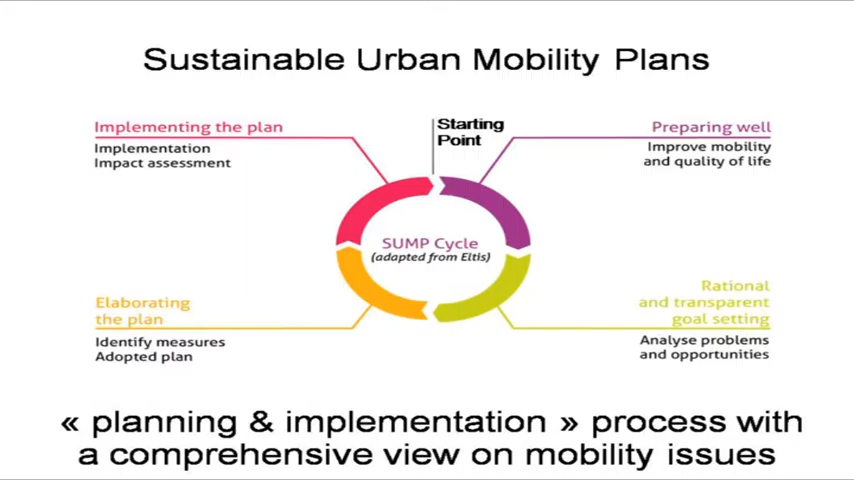 Sustainable Urban Mobility Plans
Implementing the plan
Implementation
Impact assessment
Starting
Point
Preparing well
Improve mobility
and quality of life
SUMP Cycle
(adapted from Eltis)
Elaborating
the plan
Identify measures
Adopted plan
Rational
and transparent
goal setting
Analyse problems
and opportunities
« planning & implementation » process with
a comprehensive view on mobility issues